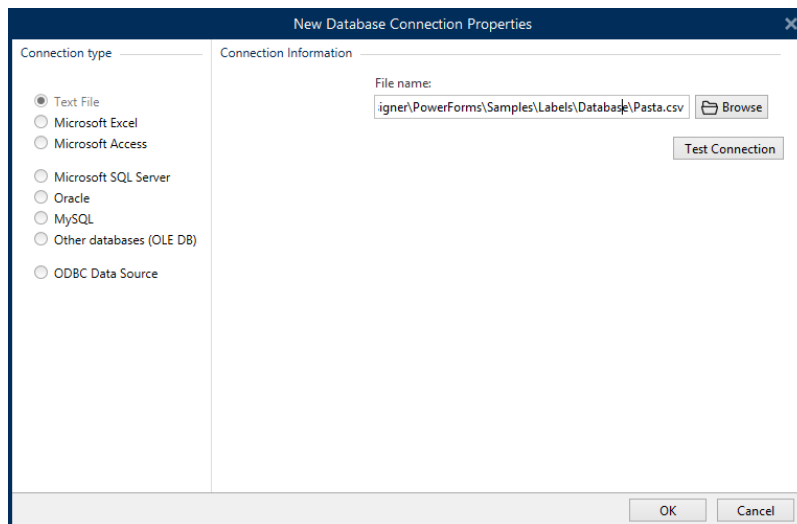 New Database Connection Properties
Connection type
Connection Information
Text File
Microsoft Excel
Microsoft Access
Microsoft SQL Server
Oracle
MySQL
Other databases (OLE DB)
ODBC Data Source
File name:
igner\PowerForms\Samples\Labels\Database\Pasta.csv
Browse
Test Connection
OK
Cancel